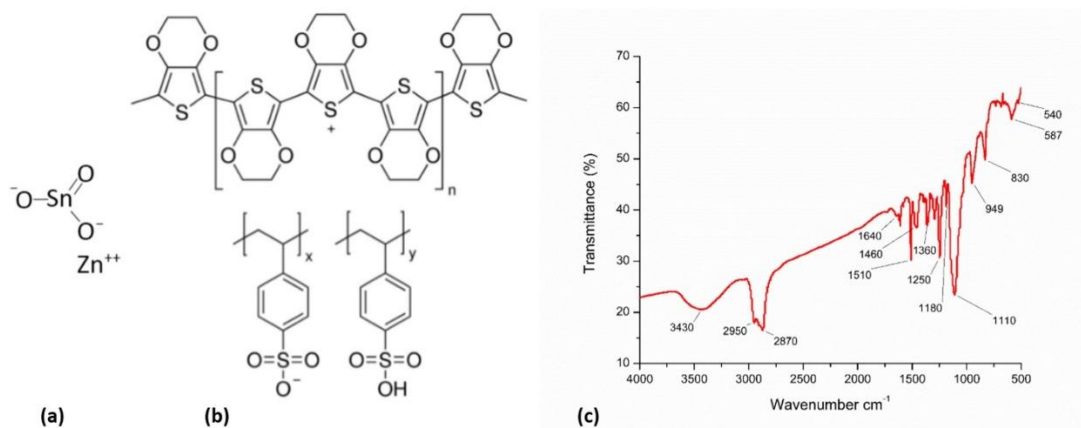 O O O O O O
S S
S S S
+
O O O O
n
O
⁻O Sn
O⁻
Zn⁺⁺
x y
O=S=O O=S=O
O⁻ OH
(a) (b)
70
60
50
40
30
20
10
Transmittance (%)
3430
2950
2870
1640
1460
1510
1360
1250
1180
1110
949
830
587
540
4000 3500 3000 2500 2000 1500 1000 500
Wavenumber cm⁻¹
(c)